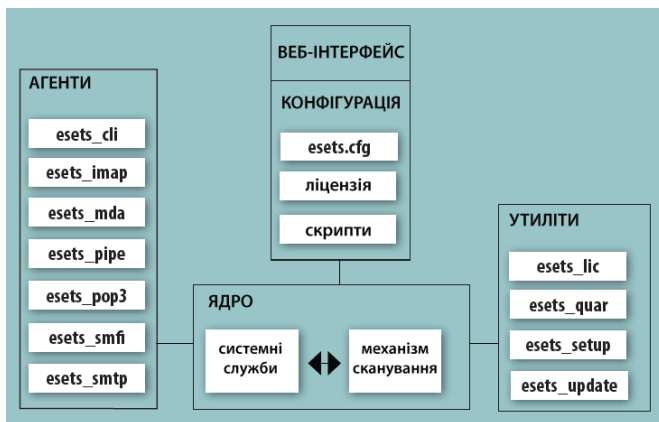 ВЕБ-ІНТЕРФЕЙС
КОНФІГУРАЦІЯ
esets.cfg
ліцензія
скрипти
АГЕНТИ
esets_cli
esets_imap
esets_mda
esets_pipe
esets_pop3
esets_smfi
esets_smtp
ЯДРО
системні
служби
механізм
сканування
УТИЛІТИ
esets_lic
esets_quar
esets_setup
esets_update